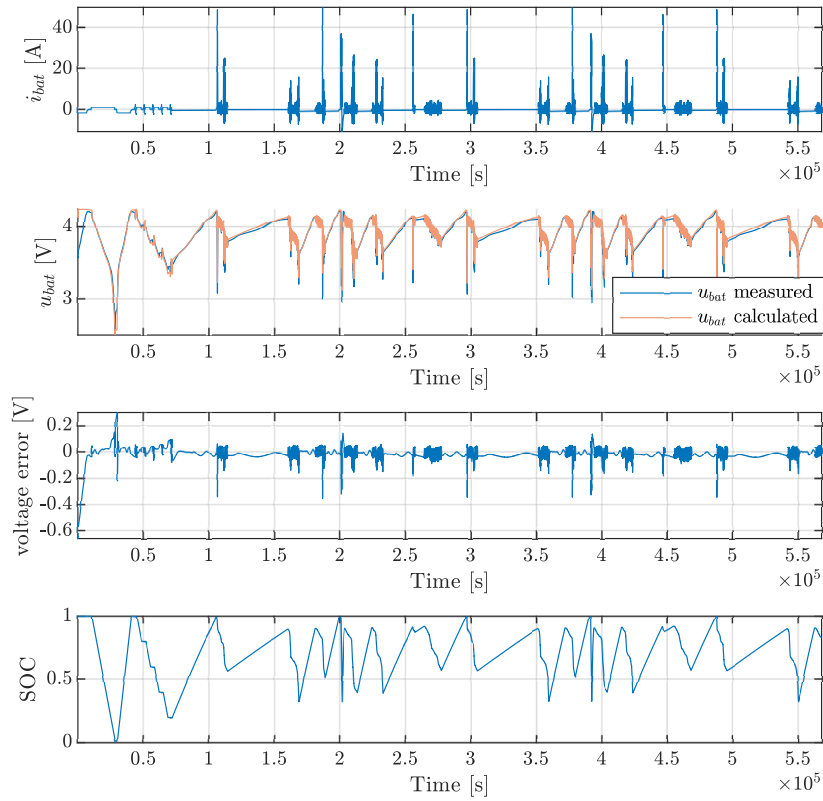 40
20
0
i_bat [A]
0.5 1 1.5 2 2.5 3 3.5 4 4.5 5 5.5
Time [s]
×10^5
4
3
u_bat [V]
u_bat measured
u_bat calculated
0.5 1 1.5 2 2.5 3 3.5 4 4.5 5 5.5
Time [s]
×10^5
0.2
0
-0.2
-0.4
-0.6
voltage error [V]
0.5 1 1.5 2 2.5 3 3.5 4 4.5 5 5.5
Time [s]
×10^5
1
0.5
0
SOC
0.5 1 1.5 2 2.5 3 3.5 4 4.5 5 5.5
Time [s]
×10^5